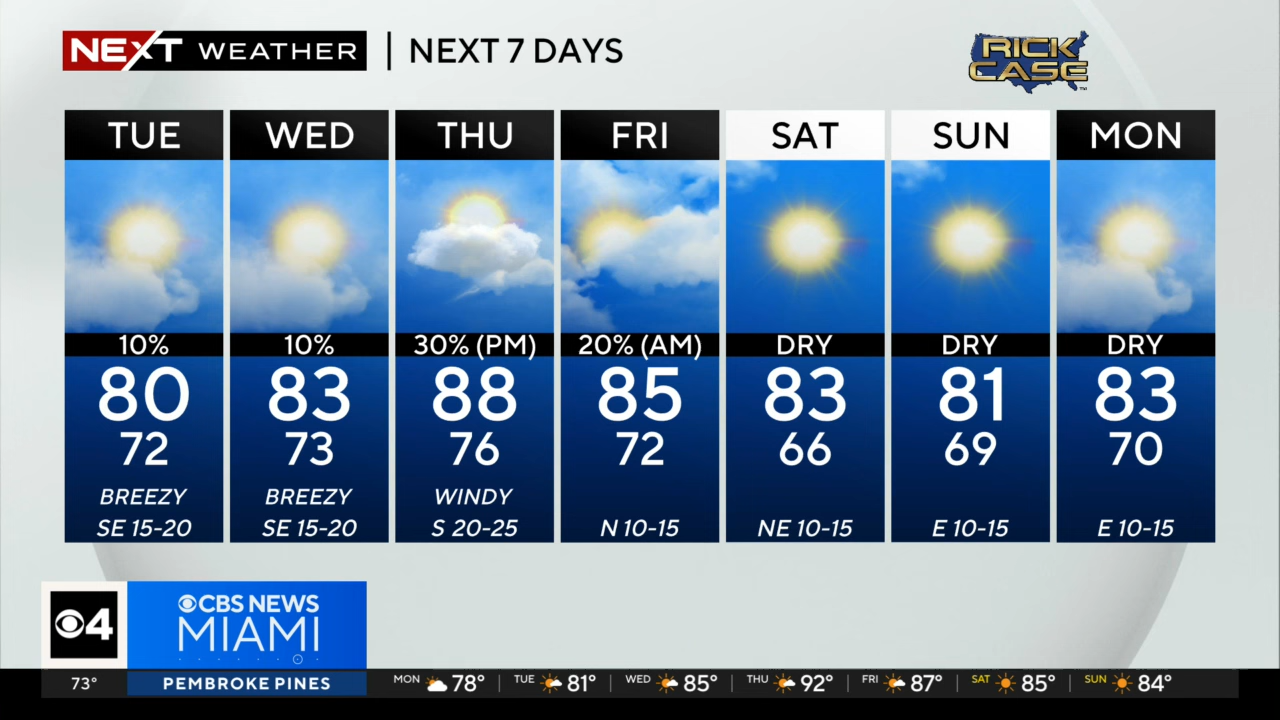 NEXT WEATHER | NEXT 7 DAYS
RICK
CASE
TUE WED THU FRI SAT SUN MON
10% 10% 30% (PM) 20% (AM) DRY DRY DRY
80 83 88 85 83 81 83
72 73 76 72 66 69 70
BREEZY BREEZY WINDY
SE 15-20 SE 15-20 S 20-25 N 10-15 NE 10-15 E 10-15 E 10-15
4 CBS NEWS
MIAMI
73° PEMBROKE PINES MON 78° TUE 81° WED 85° THU 92° FRI 87° SAT 85° SUN 84°